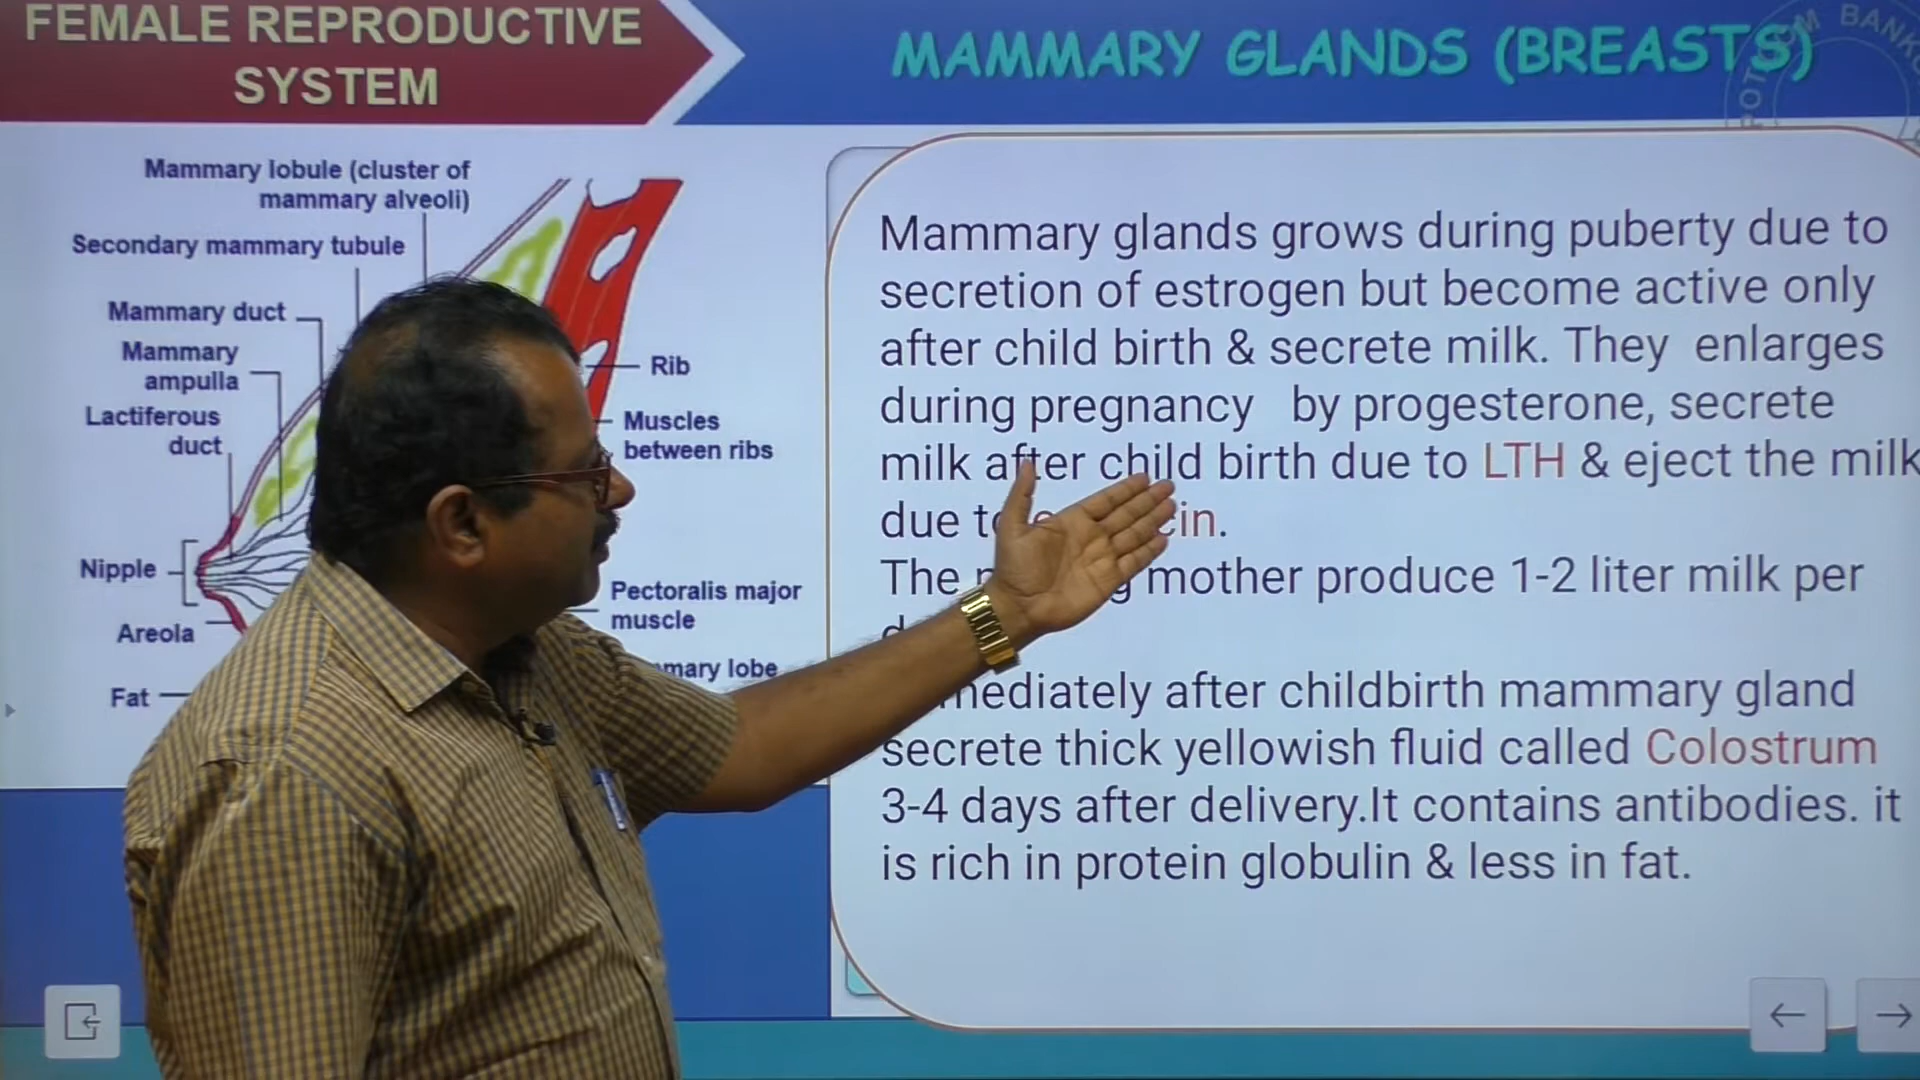 FEMALE REPRODUCTIVE
SYSTEM
MAMMARY GLANDS (BREASTS)
Mammary lobule (cluster of
mammary alveoli)
Secondary mammary tubule
Mammary duct
Mammary
ampulla
Lactiferous
duct
Nipple
Areola
Fat
Rib
Muscles
between ribs
Pectoralis major
muscle
lobe
Mammary glands grows during puberty due to
secretion of estrogen but become active only
after child birth & secrete milk. They enlarges
during pregnancy by progesterone, secrete
milk after child birth due to LTH & eject the milk
due
The mother produce 1-2 liter milk per
after childbirth mammary gland
secrete thick yellowish fluid called Colostrum
3-4 days after delivery.It contains antibodies. it
is rich in protein globulin & less in fat.